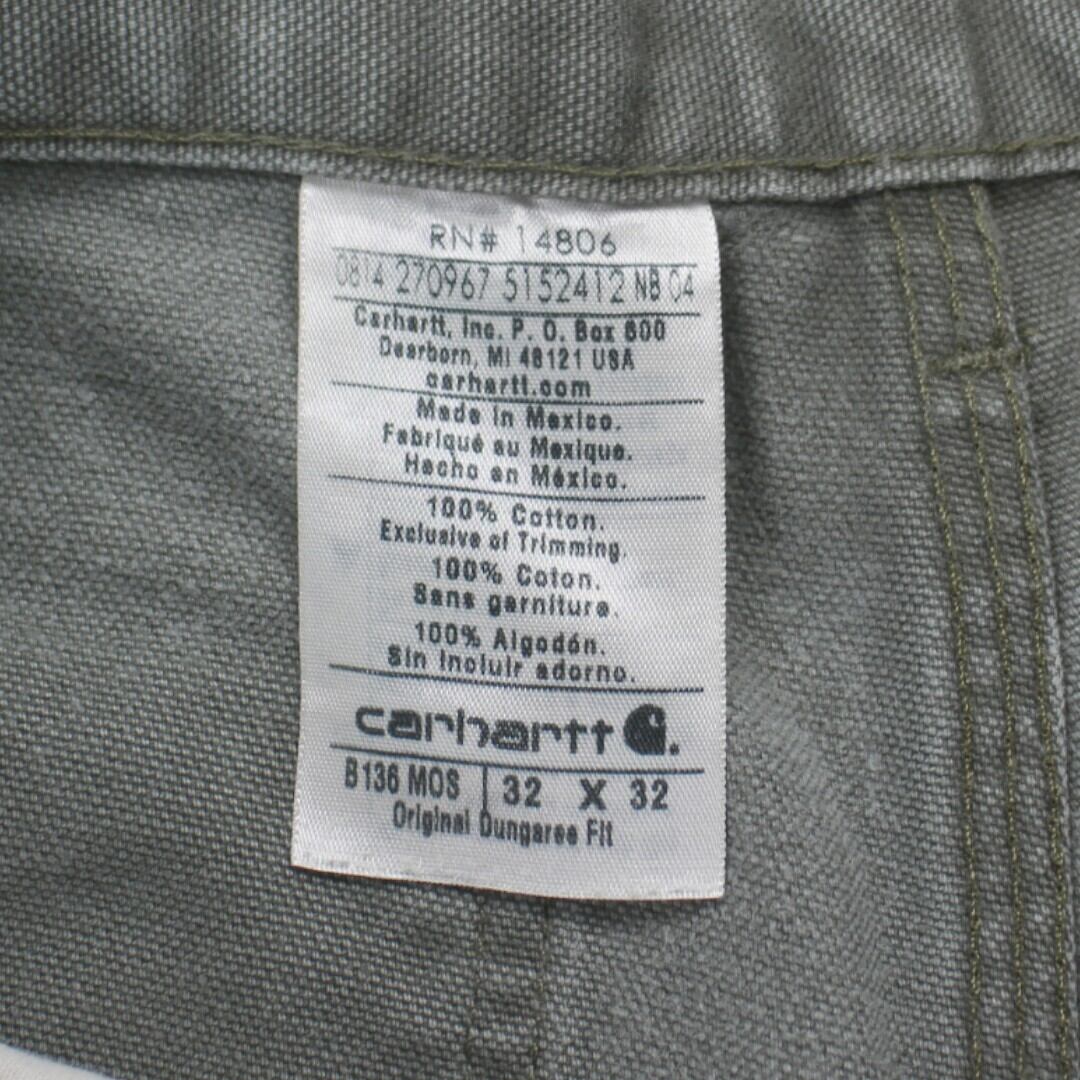 RN# 14806
0814 270967 5152412 NB 04
Carhartt, Inc. P. O. Box 600
Dearborn, MI 48121 USA
carhartt.com
Made in Mexico.
Fabriqué au Mexique.
Hecho en México.
100% Cotton.
Exclusive of Trimming.
100% Coton.
Sans garniture.
100% Algodón.
Sin incluir adorno.
carhartt
B136 MOS 32 X 32
Original Dungaree Fit